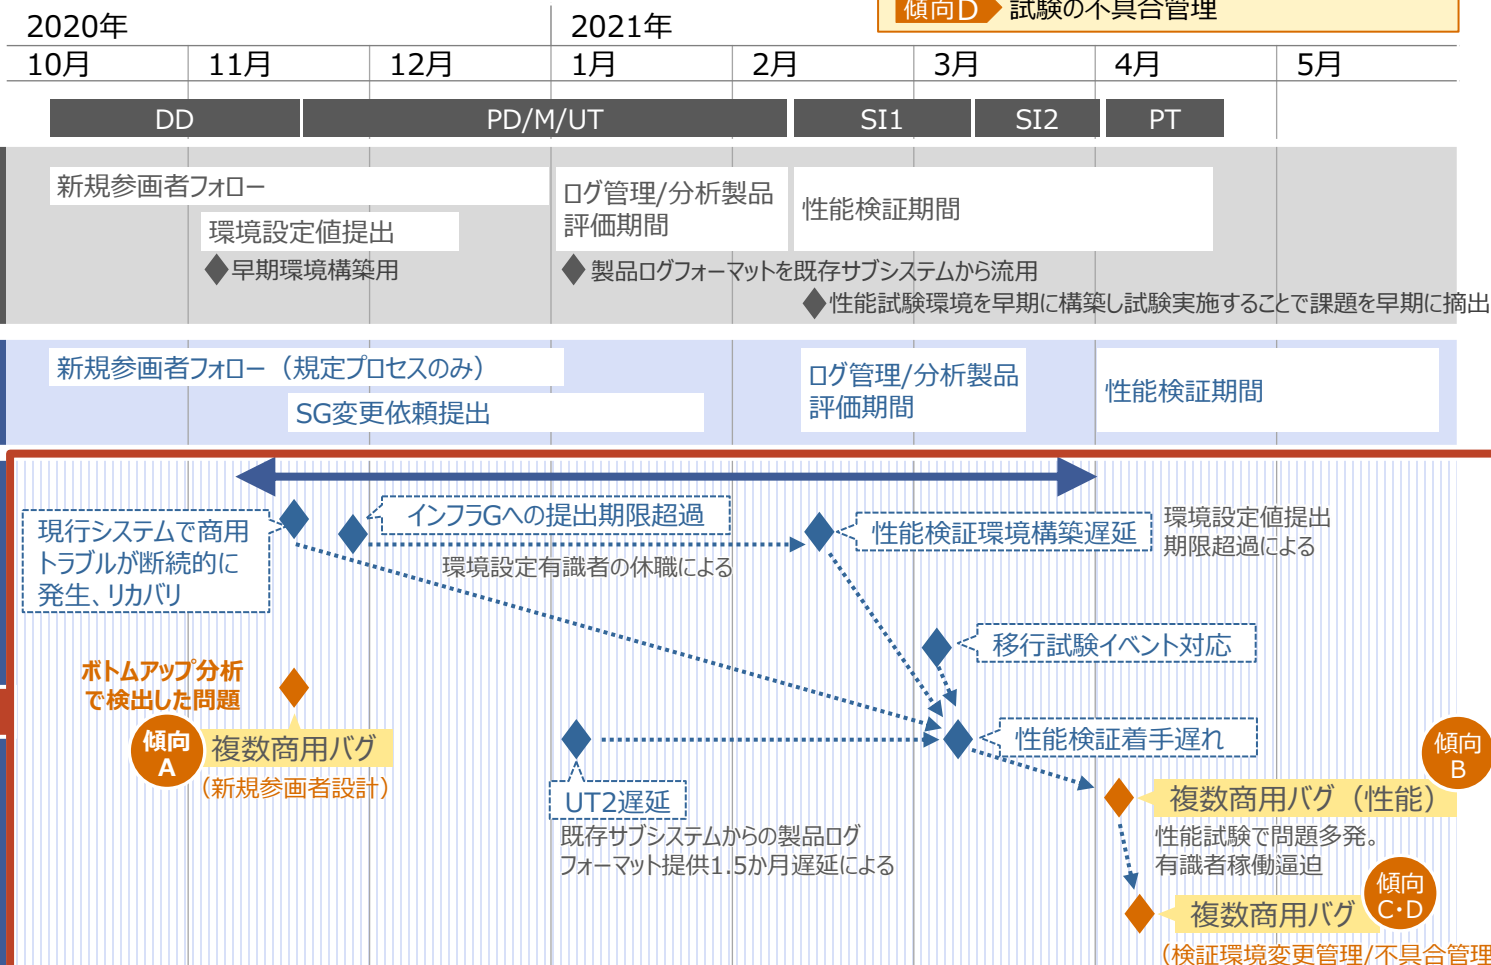 傾向D 試験の不具合管理
2020年 2021年
10月 11月 12月 1月 2月 3月 4月 5月
DD PD/M/UT SI1 SI2 PT
新規参画者フォロー
環境設定値提出
◆早期環境構築用
ログ管理/分析製品
評価期間
性能検証期間
◆製品ログフォーマットを既存サブシステムから流用
◆性能試験環境を早期に構築し試験実施することで課題を早期に摘出
新規参画者フォロー（規定プロセスのみ）
SG変更依頼提出
ログ管理/分析製品
評価期間
性能検証期間
現行システムで商用
トラブルが断続的に
発生、リカバリ
インフラGへの提出期限超過
環境設定有識者の休職による
性能検証環境構築遅延
環境設定値提出
期限超過による
移行試験イベント対応
ボトムアップ分析
で検出した問題
傾向
A
複数商用バグ
（新規参画者設計）
UT2遅延
既存サブシステムからの製品ログ
フォーマット提供1.5か月遅延による
性能検証着手遅れ
傾向
B
複数商用バグ（性能）
性能試験で問題多発。
有識者稼働逼迫
傾向
C・D
複数商用バグ
（検証環境変更管理/不具合管理